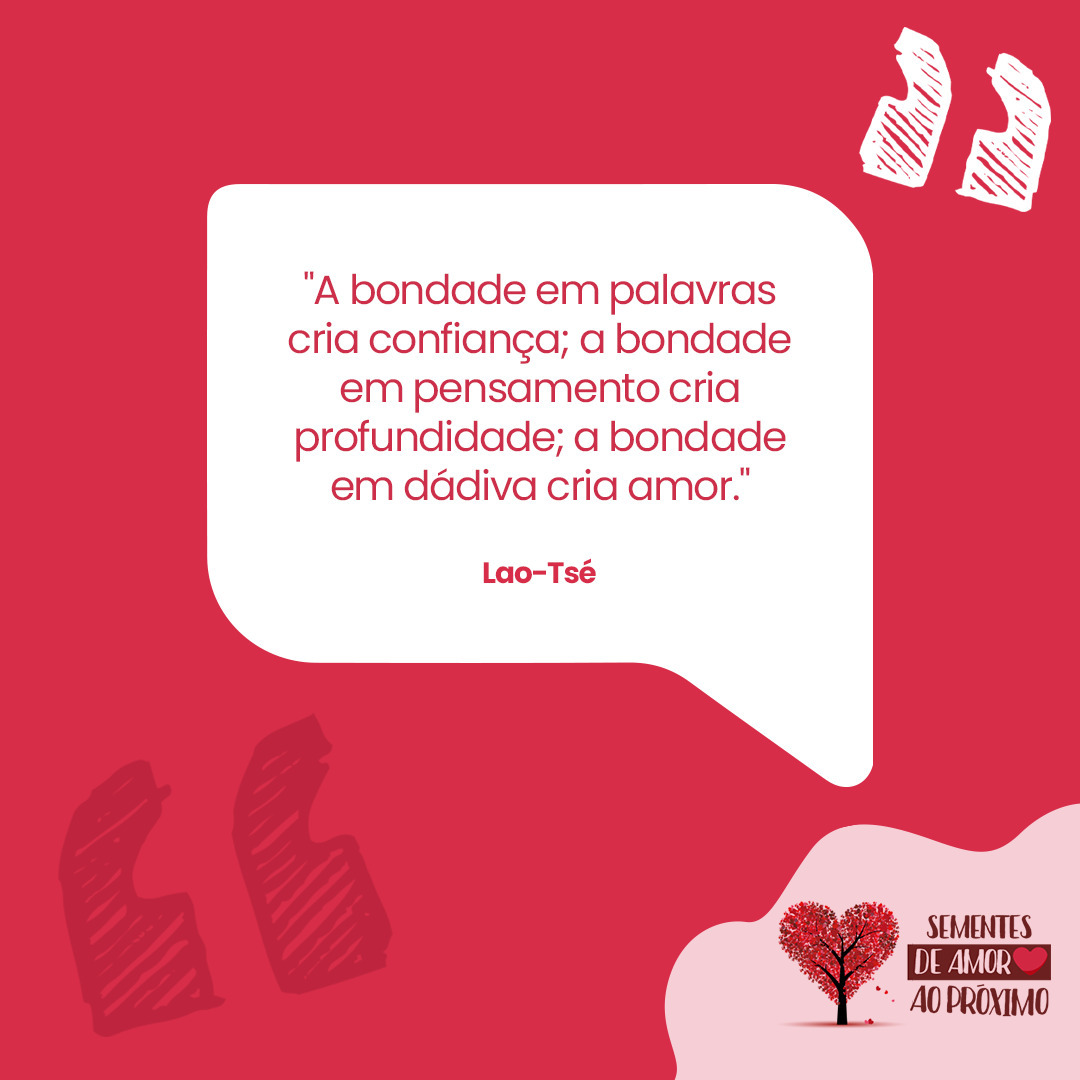 "A bondade em palavras
cria confiança; a bondade
em pensamento cria
profundidade; a bondade
em dádiva cria amor."
Lao-Tsé
SEMENTES
DE AMOR
AO PRÓXIMO